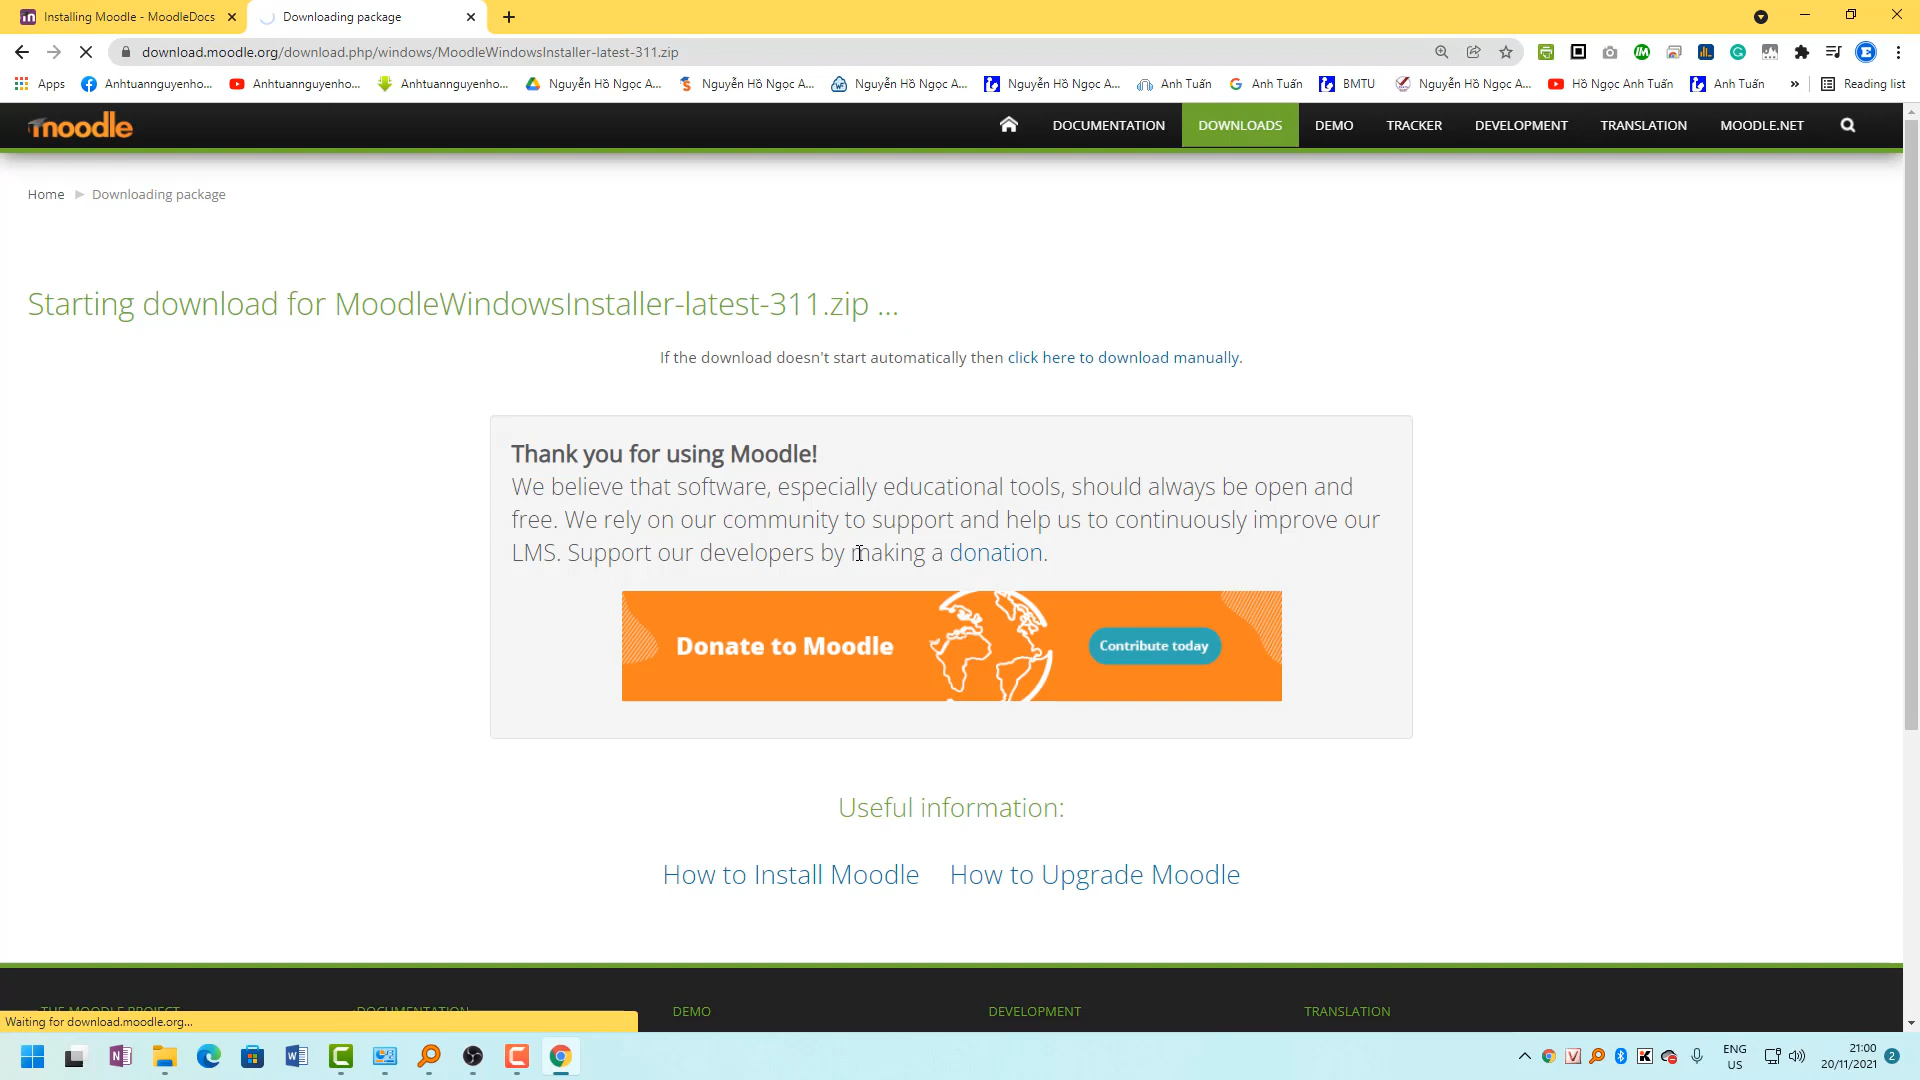 Installing Moodle - MoodleDocs
Downloading package
download.moodle.org/download.php/windows/MoodleWindowsInstaller-latest-311.zip
Apps
Anhtuannguyenho...
Anhtuannguyenho...
Anhtuannguyenho...
Nguyễn Hồ Ngọc A...
Nguyễn Hồ Ngọc A...
Nguyễn Hồ Ngọc A...
Nguyễn Hồ Ngọc A...
Anh Tuấn
Anh Tuấn
BMTU
Nguyễn Hồ Ngọc A...
Hồ Ngọc Anh Tuấn
Anh Tuấn
»
Reading list
moodle
DOCUMENTATION
DOWNLOADS
DEMO
TRACKER
DEVELOPMENT
TRANSLATION
MOODLE.NET
Home
Downloading package
Starting download for MoodleWindowsInstaller-latest-311.zip ...
If the download doesn't start automatically then click here to download manually.
Thank you for using Moodle!
We believe that software, especially educational tools, should always be open and
free. We rely on our community to support and help us to continuously improve our
LMS. Support our developers by making a donation.
Donate to Moodle
Contribute today
Useful information:
How to Install Moodle
How to Upgrade Moodle
THE MOODLE PROJECT
DOCUMENTATION
DEMO
DEVELOPMENT
TRANSLATION
Waiting for download.moodle.org...
ENG
US
21:00
20/11/2021
2